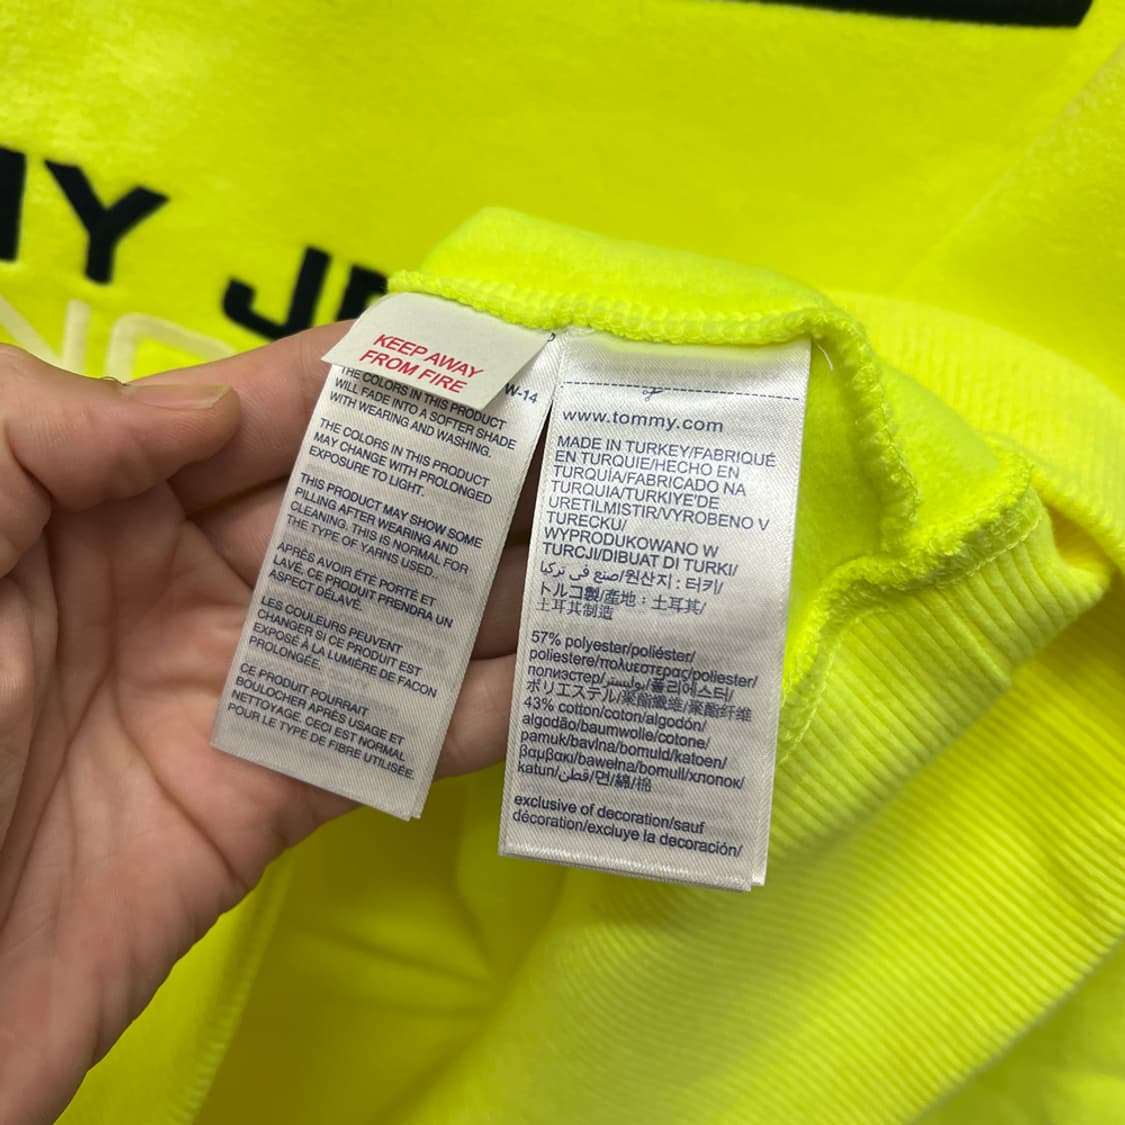 MY JE
KEEP AWAY
FROM FIRE
W-14
THE COLORS IN THIS PRODUCT
WILL FADE INTO A SOFTER SHADE
WITH WEARING AND WASHING.
THE COLORS IN THIS PRODUCT
MAY CHANGE WITH PROLONGED
EXPOSURE TO LIGHT.
THIS PRODUCT MAY SHOW SOME
PILLING AFTER WEARING AND
CLEANING. THIS IS NORMAL FOR
THE TYPE OF YARNS USED.
APRÈS AVOIR ÉTÉ PORTÉ ET
LAVÉ, CE PRODUIT PRENDRA UN
ASPECT DÉLAVÉ.
LES COULEURS PEUVENT
CHANGER SI CE PRODUIT EST
EXPOSÉ À LA LUMIÈRE DE FACON
PROLONGÉE.
CE PRODUIT POURRAIT
BOULOCHER APRÈS USAGE ET
NETTOYAGE. CECI EST NORMAL
POUR LE TYPE DE FIBRE UTILISÉE.
www.tommy.com
MADE IN TURKEY/FABRIQUÉ
EN TURQUIE/HECHO EN
TURQUÍA/FABRICADO NA
TURQUIA/TURKIYE'DE
URETILMISTIR/VYROBENO V
TURECKU/
WYPRODUKOWANO W
TURCJI/DIBUAT DI TURKI/
صنع في تركيا/원산지 : 터키/
トルコ製/產地：土耳其/
土耳其制造
57% polyester/poliéster/
poliestere/πολυεστερας/poliester/
полиэстер/بوليستر/폴리에스터/
ポリエステル/聚酯纖維/聚酯纤维
43% cotton/coton/algodón/
algodão/baumwolle/cotone/
pamuk/bavlna/bomuld/katoen/
βαμβακι/bawełna/bomull/хлопок/
katun/قطن/면/綿/棉
exclusive of decoration/sauf
décoration/excluye la decoración/